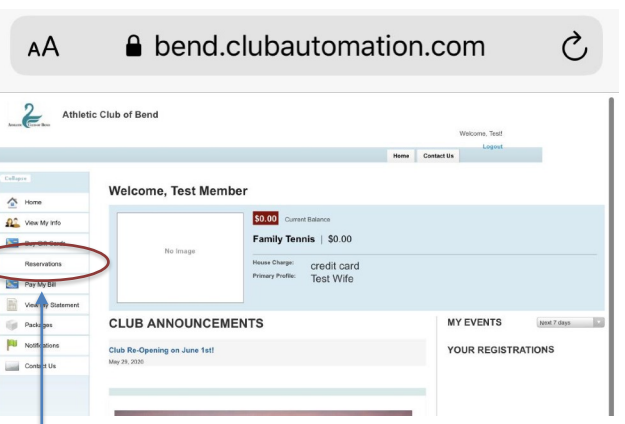 AA bend.clubautomation.com
Athletic Club of Bend
Welcome, Test!
Logout
Home Contact Us
Collapse
Home
View My Info
Buy Gift Cards
Reservations
Pay My Bill
View My Statement
Packages
Notifications
Contact Us
Welcome, Test Member
No image
$0.00 Current Balance
Family Tennis | $0.00
House Charge: credit card
Primary Profile: Test Wife
CLUB ANNOUNCEMENTS
Club Re-Opening on June 1st!
May 29, 2020
MY EVENTS Next 7 days
YOUR REGISTRATIONS